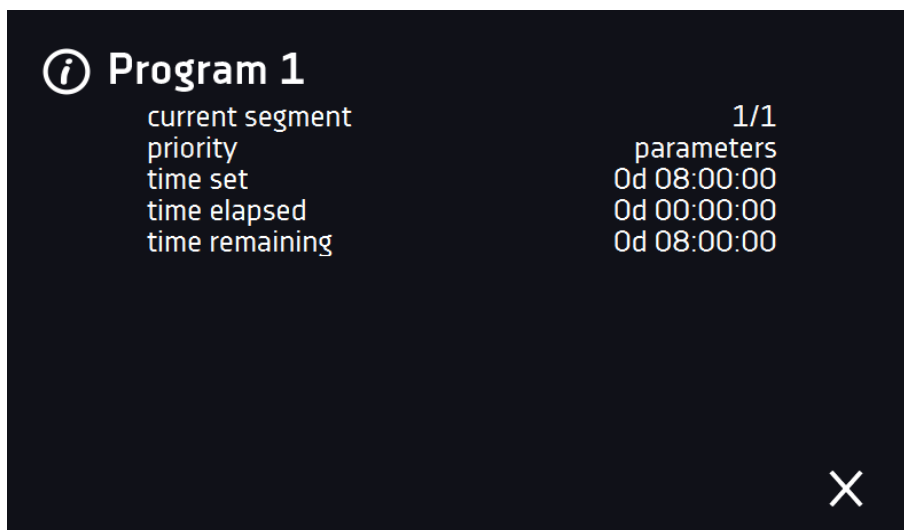 Program 1
current segment 1/1
priority parameters
time set 0d 08:00:00
time elapsed 0d 00:00:00
time remaining 0d 08:00:00